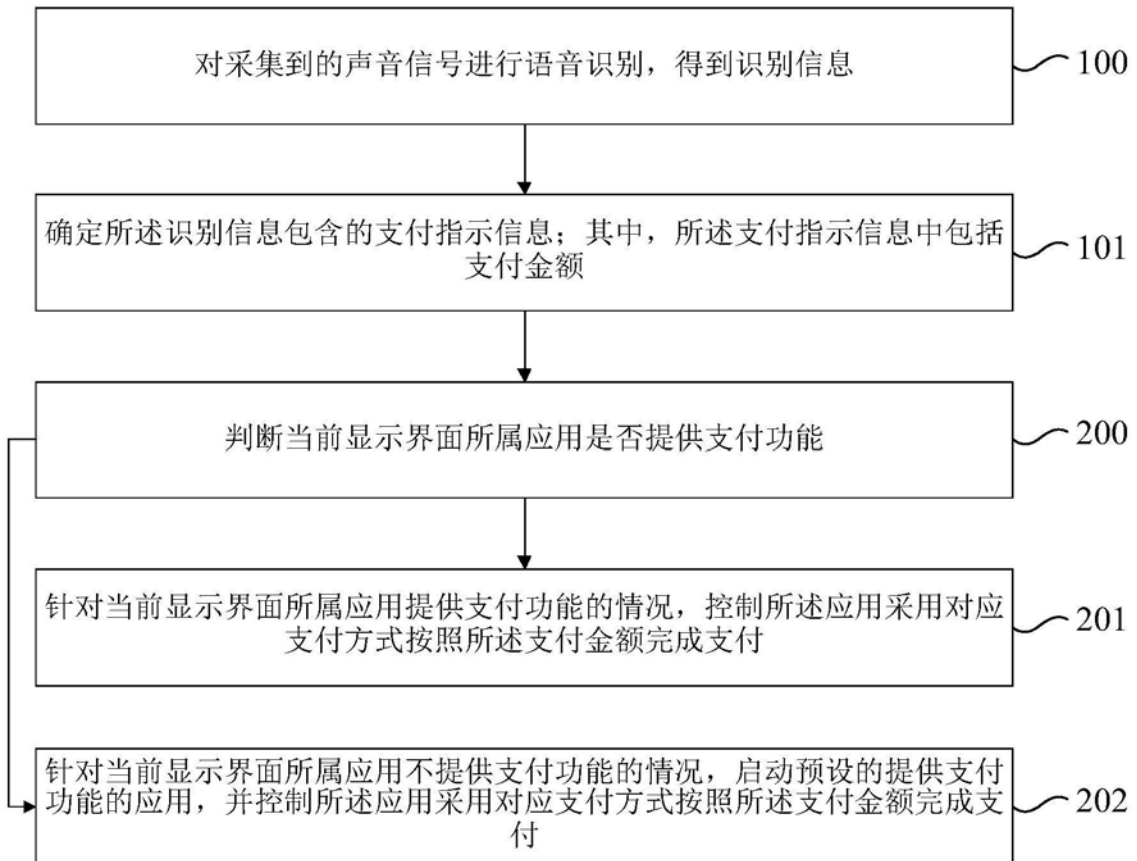 对采集到的声音信号进行语音识别，得到识别信息
100
确定所述识别信息包含的支付指示信息；其中，所述支付指示信息中包括
支付金额
101
判断当前显示界面所属应用是否提供支付功能
200
针对当前显示界面所属应用提供支付功能的情况，控制所述应用采用对应
支付方式按照所述支付金额完成支付
201
针对当前显示界面所属应用不提供支付功能的情况，启动预设的提供支付
功能的应用，并控制所述应用采用对应支付方式按照所述支付金额完成支
付
202